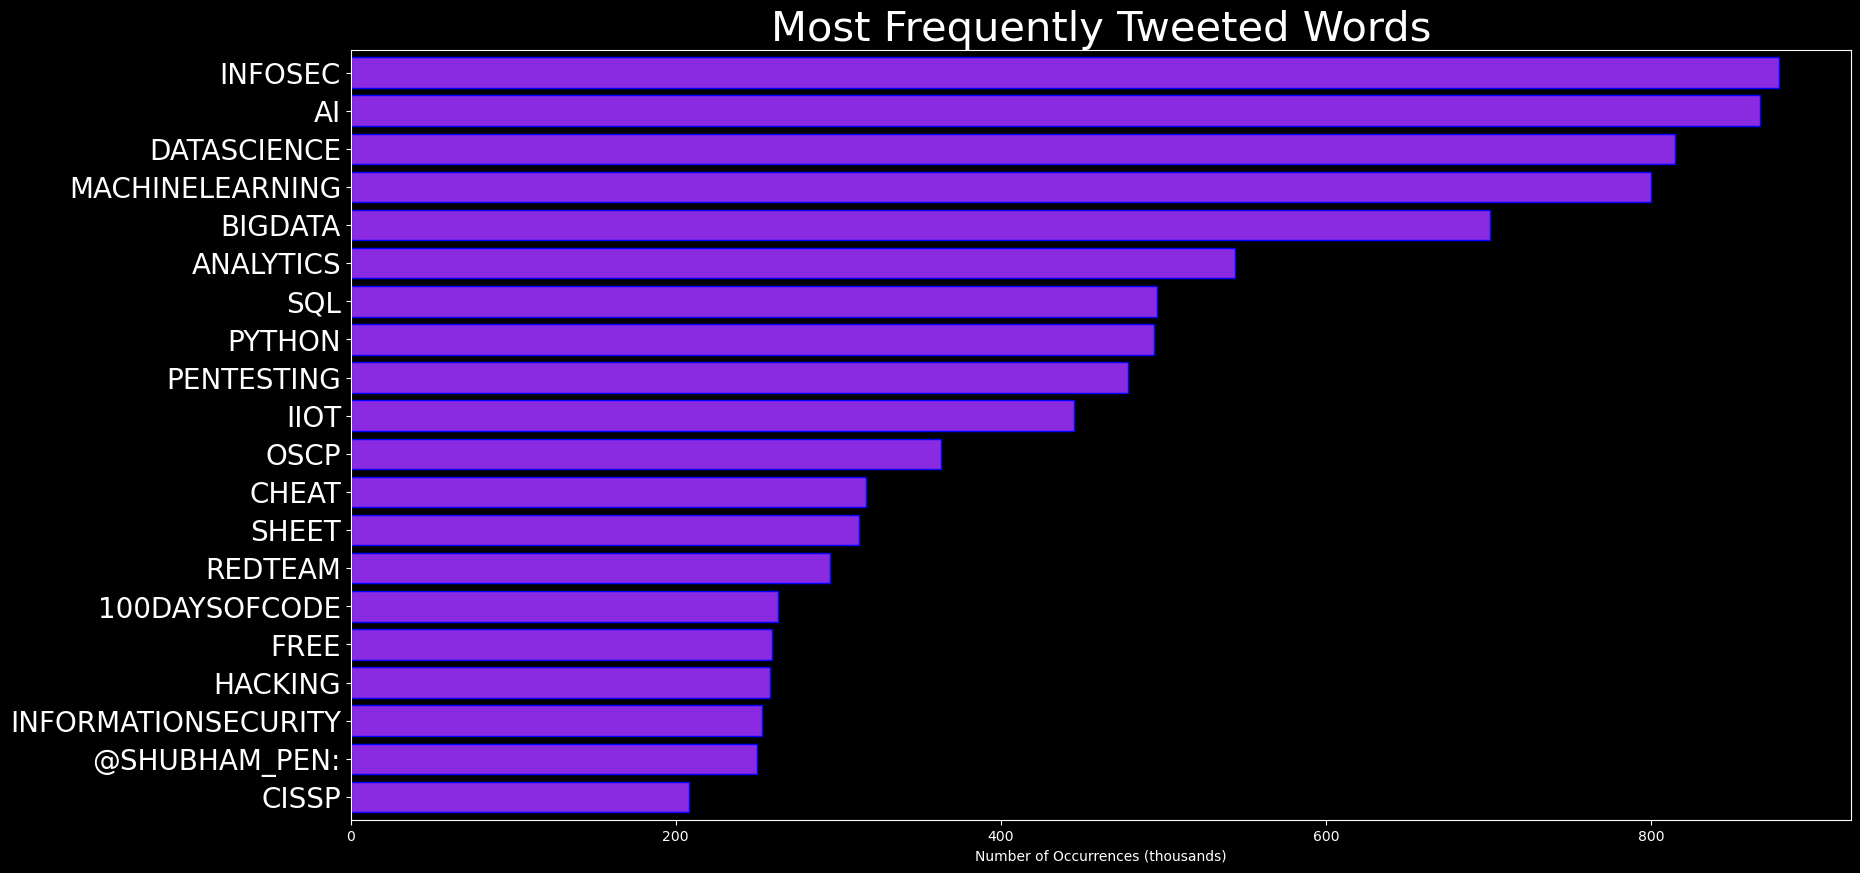 Most Frequently Tweeted Words
INFOSEC
AI
DATASCIENCE
MACHINELEARNING
BIGDATA
ANALYTICS
SQL
PYTHON
PENTESTING
IIOT
OSCP
CHEAT
SHEET
REDTEAM
100DAYSOFCODE
FREE
HACKING
INFORMATIONSECURITY
@SHUBHAM_PEN:
CISSP
0 200 400 600 800
Number of Occurrences (thousands)